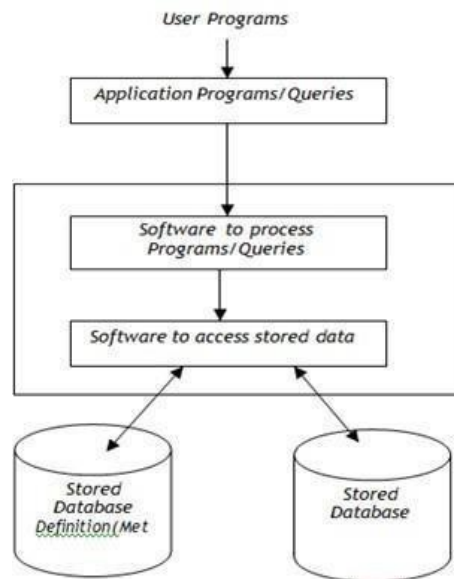 User Programs
Application Programs/Queries
Software to process
Programs/Queries
Software to access stored data
Stored
Database
Definition(Met
Stored
Database